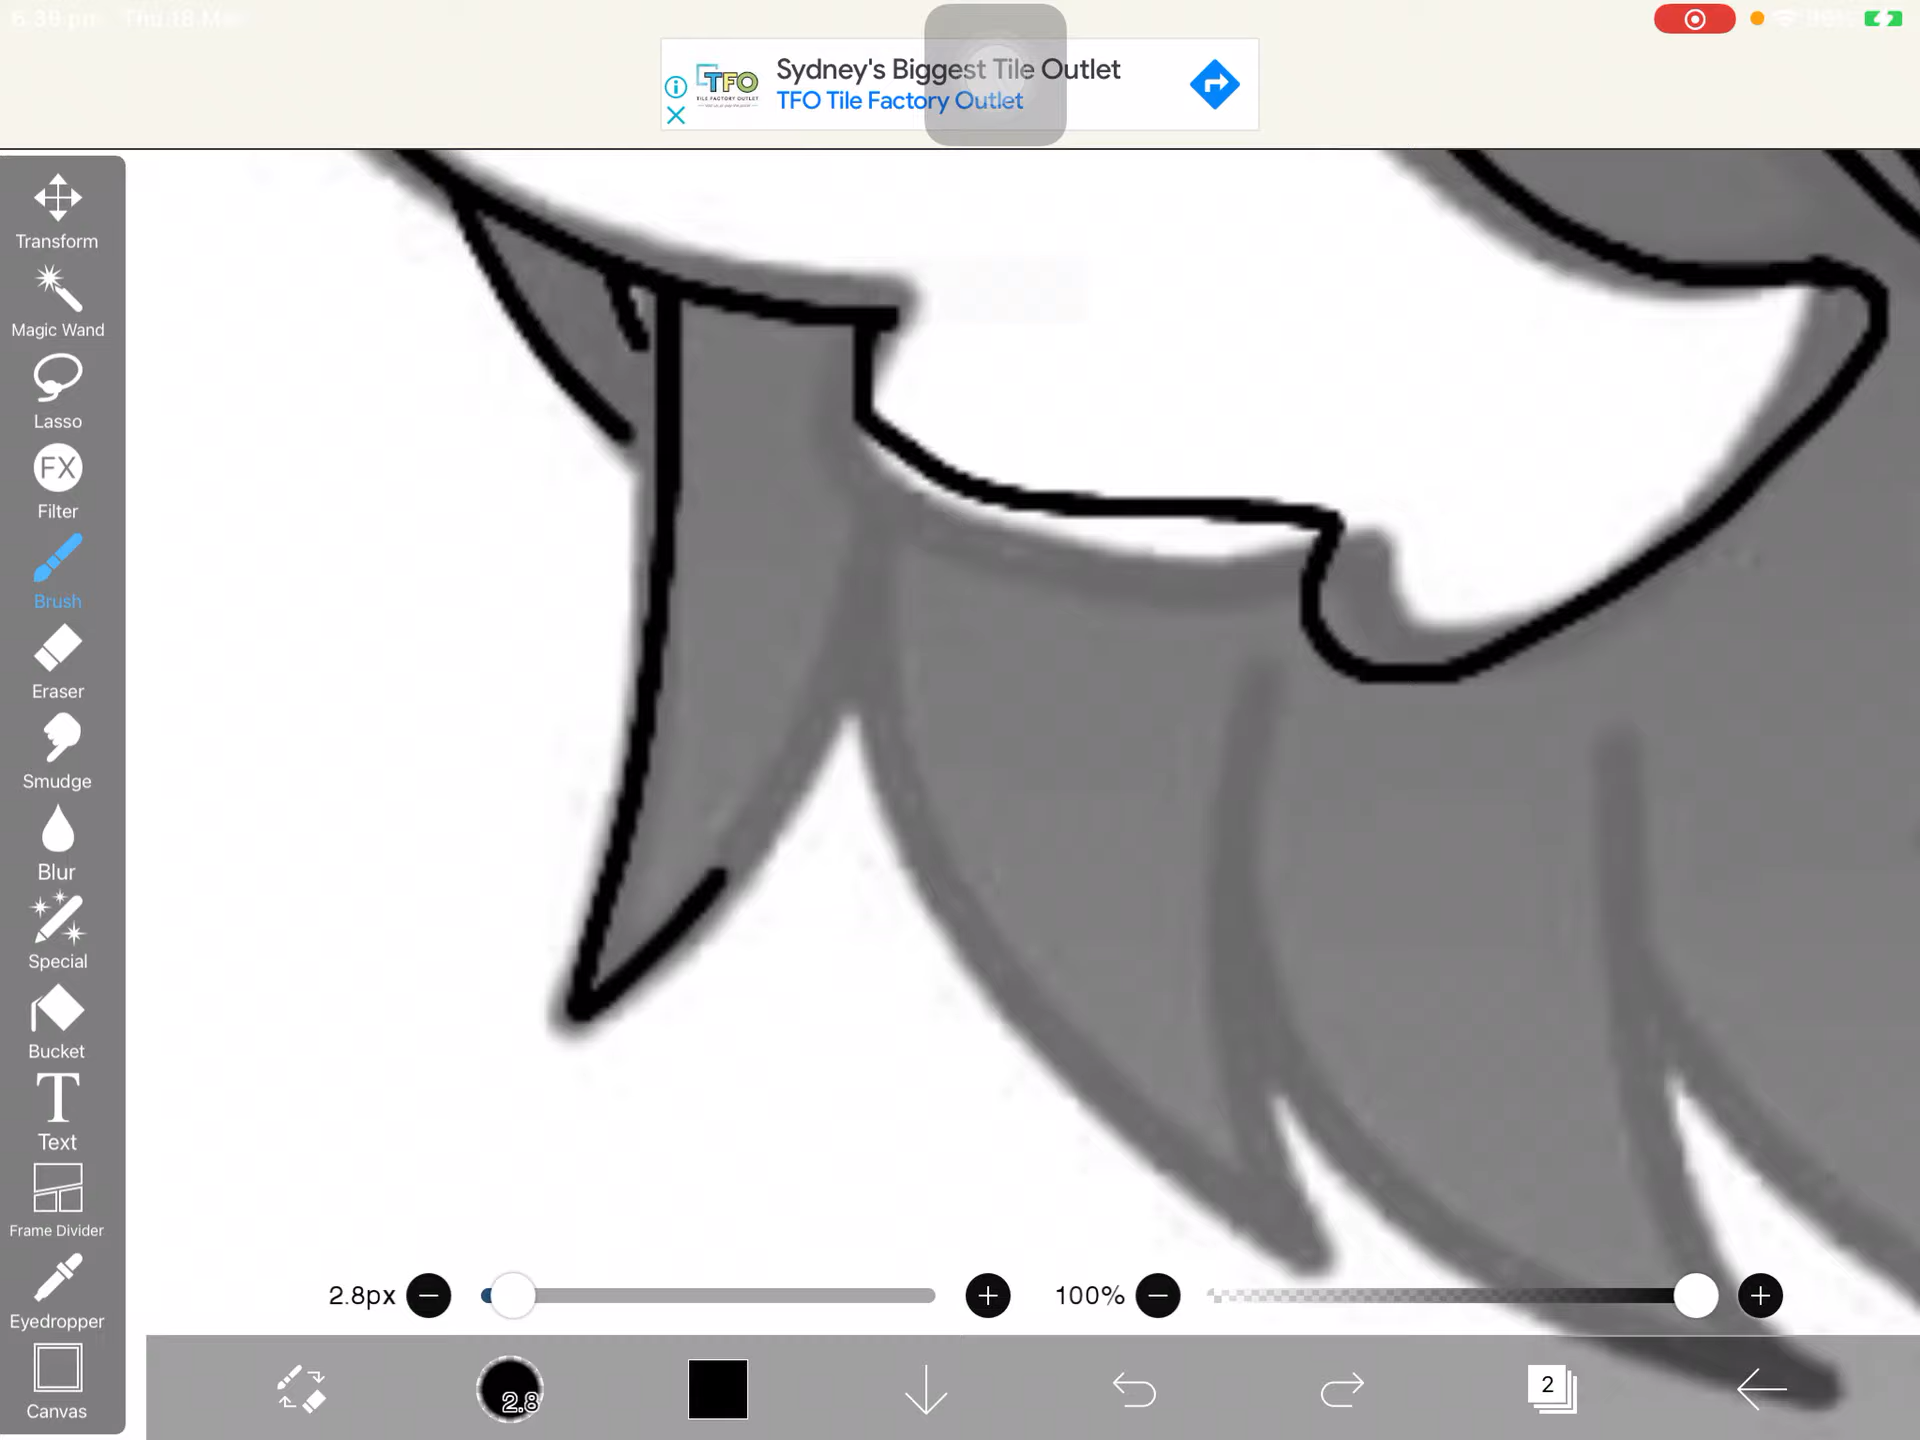 Sydney's Biggest Tile Outlet
TFO
TILE FACTORY OUTLET
TFO Tile Factory Outlet
Transform
Magic Wand
Lasso
FX
Filter
Brush
Eraser
Smudge
Blur
Special
Bucket
T
Text
Frame Divider
Eyedropper
Canvas
2.8px
100%
2.8
2